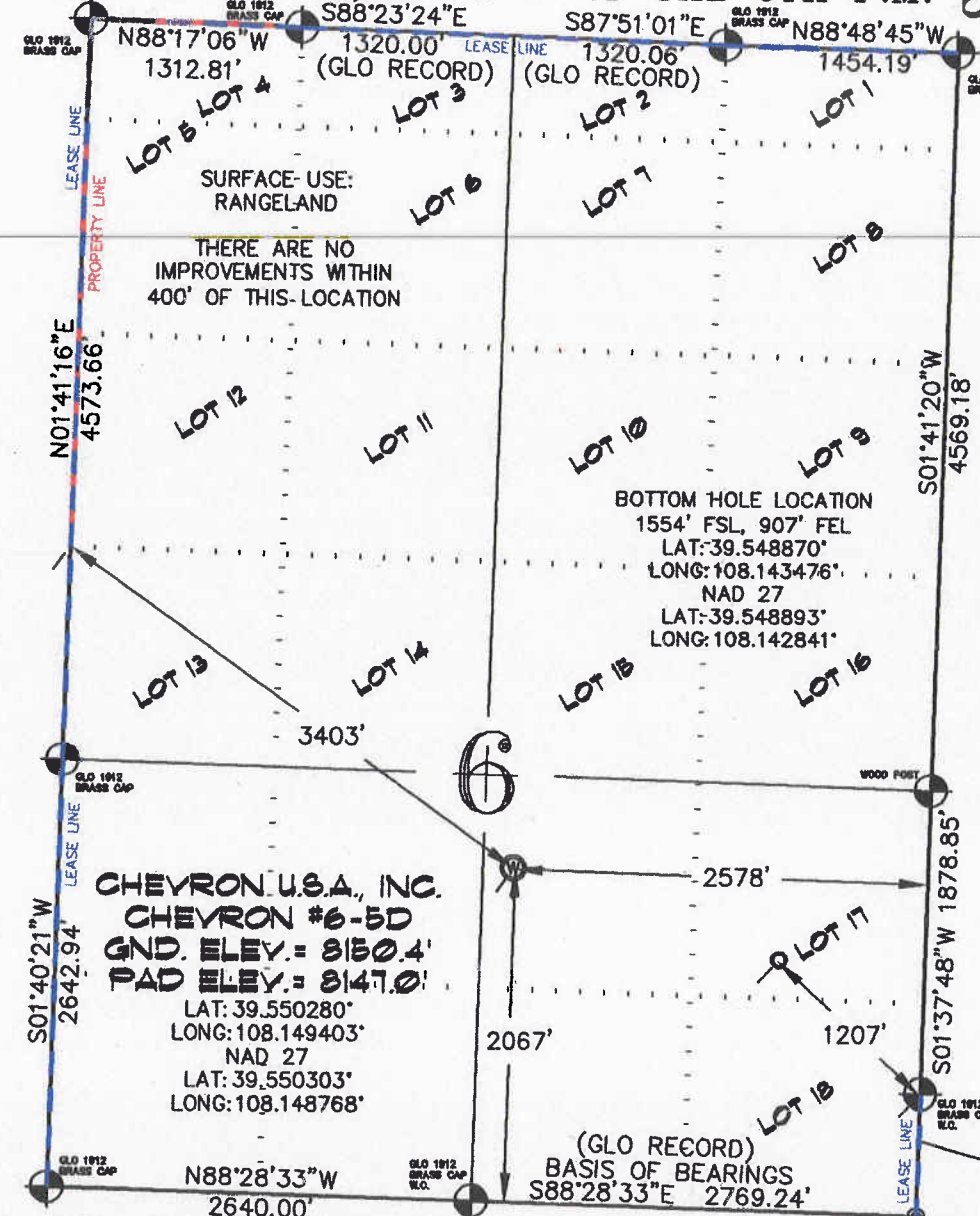 GLO 1912
BRASS CAP
GLO 1912
BRASS CAP
S88°23'24"E
S87°51'01"E
GLO 1912
BRASS CAP
N88°48'45"W
N88°17'06"W
1312.81'
1320.00'
(GLO RECORD)
LEASE LINE
1320.06'
(GLO RECORD)
1454.19'
LOT 4
LOT 3
LOT 2
LOT 1
LOT 5
LEASE LINE
PROPERTY LINE
SURFACE USE:
RANGELAND
LOT 6
LOT 7
LOT 8
THERE ARE NO
IMPROVEMENTS WITHIN
400' OF THIS LOCATION
N01°41'16"E
4573.66'
S01°41'20"W
4569.18'
LOT 12
LOT 11
LOT 10
LOT 9
BOTTOM HOLE LOCATION
1554' FSL, 907' FEL
LAT: 39.548870°
LONG: 108.143476°
NAD 27
LAT: 39.548893°
LONG: 108.142841°
LOT 13
LOT 14
LOT 15
LOT 16
3403'
6
GLO 1912
BRASS CAP
WOOD POST
LEASE LINE
2578'
CHEVRON U.S.A., INC.
CHEVRON #6-5D
GND. ELEV.= 8150.4'
PAD ELEV.= 8147.0'
LAT: 39.550280°
LONG: 108.149403°
NAD 27
LAT: 39.550303°
LONG: 108.148768°
S01°40'21"W
2642.94'
LOT 17
S01°37'48"W 1878.85'
2067'
1207'
LOT 18
GLO 1912
W.C.
LEASE LINE
GLO 1912
BRASS CAP
N88°28'33"W
2640.00'
GLO 1912
BRASS CAP
W.C.
(GLO RECORD)
BASIS OF BEARINGS
S88°28'33"E 2769.24'